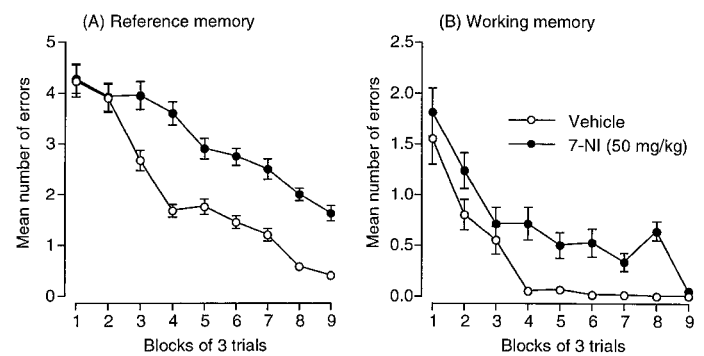 (A) Reference memory
Mean number of errors
5
4
3
2
1
0
1 2 3 4 5 6 7 8 9
Blocks of 3 trials
(B) Working memory
Mean number of errors
2.5
2.0
1.5
1.0
0.5
0.0
Vehicle
7-NI (50 mg/kg)
1 2 3 4 5 6 7 8 9
Blocks of 3 trials